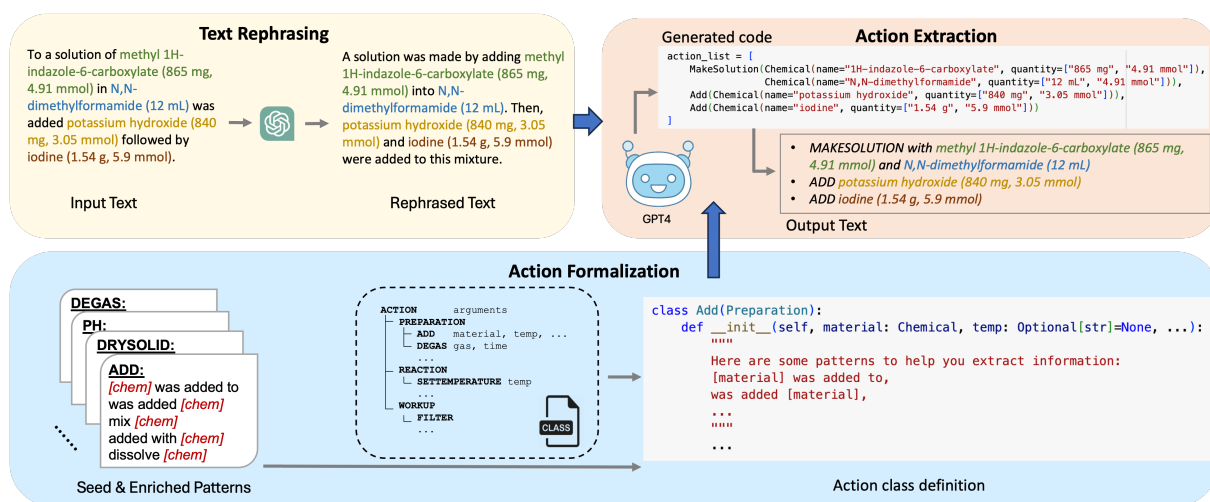 Text Rephrasing
To a solution of methyl 1H-
indazole-6-carboxylate (865 mg,
4.91 mmol) in N,N-
dimethylformamide (12 mL) was
added potassium hydroxide (840
mg, 3.05 mmol) followed by
iodine (1.54 g, 5.9 mmol).
Input Text
A solution was made by adding methyl
1H-indazole-6-carboxylate (865 mg,
4.91 mmol) into N,N-
dimethylformamide (12 mL). Then,
potassium hydroxide (840 mg, 3.05
mmol) and iodine (1.54 g, 5.9 mmol)
were added to this mixture.
Rephrased Text
Generated code
Action Extraction
action_list = [
MakeSolution(Chemical(name="1H-indazole-6-carboxylate", quantity=["865 mg", "4.91 mmol"]),
Chemical(name="N,N-dimethylformamide", quantity=["12 mL", "4.91 mmol"])),
Add(Chemical(name="potassium hydroxide", quantity=["840 mg", "3.05 mmol"])),
Add(Chemical(name="iodine", quantity=["1.54 g", "5.9 mmol"]))
]
GPT4
• MAKESOLUTION with methyl 1H-indazole-6-carboxylate (865 mg,
4.91 mmol) and N,N-dimethylformamide (12 mL)
• ADD potassium hydroxide (840 mg, 3.05 mmol)
• ADD iodine (1.54 g, 5.9 mmol)
Output Text
Action Formalization
DEGAS:
PH:
DRYSOLID:
ADD:
[chem] was added to
was added [chem]
mix [chem]
added with [chem]
dissolve [chem]
Seed & Enriched Patterns
ACTION arguments
PREPARATION
ADD material, temp, ...
DEGAS gas, time
...
REACTION
SETTEMPERATURE temp
...
WORKUP
FILTER
...
CLASS
class Add(Preparation):
def __init__(self, material: Chemical, temp: Optional[str]=None, ...):
"""
Here are some patterns to help you extract information:
[material] was added to,
was added [material],
...
"""
...
Action class definition